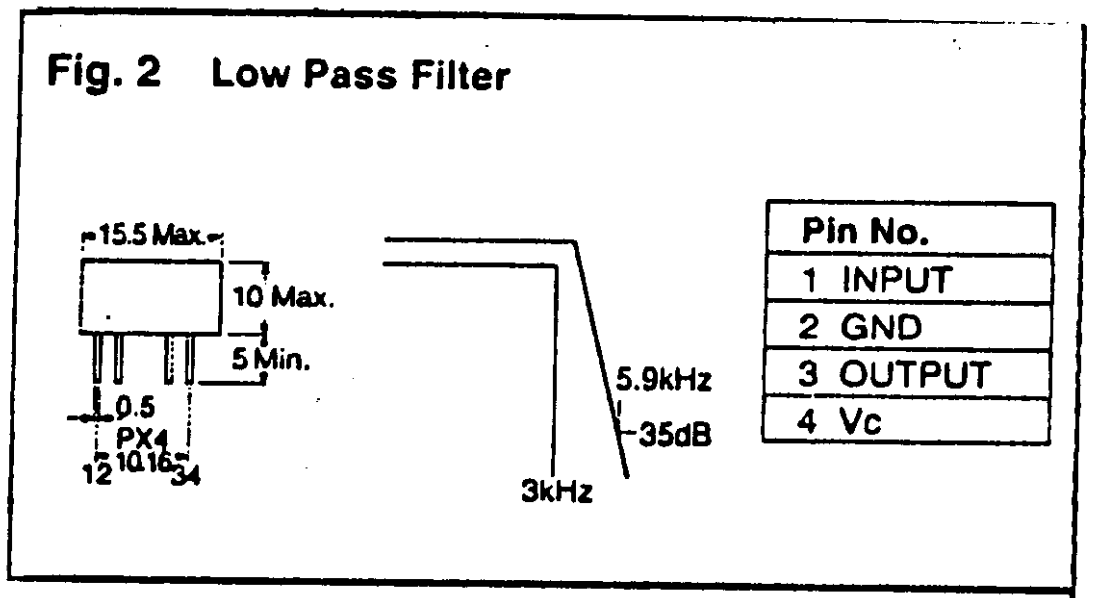 Fig. 2 Low Pass Filter
15.5 Max.
10 Max.
5 Min.
0.5
PX4
10.16
12 34
5.9kHz
-35dB
3kHz
Pin No.
1 INPUT
2 GND
3 OUTPUT
4 Vc